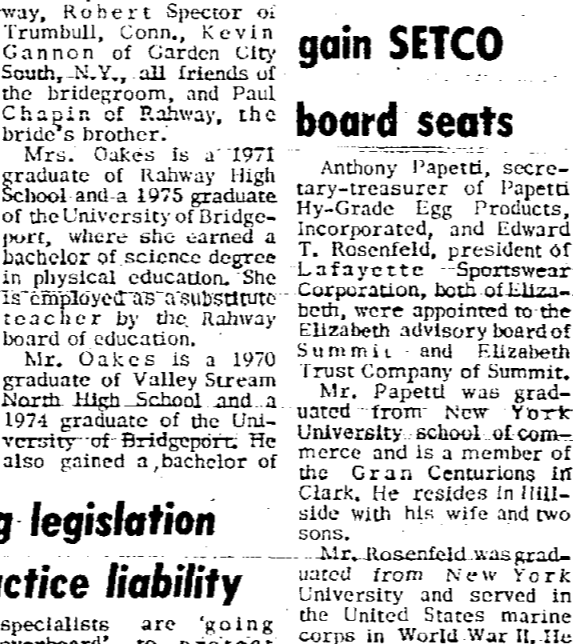 way, Robert Spector of
Trumbull, Conn., Kevin
Gannon of Garden City
South, N.Y., all friends of
the bridegroom, and Paul
Chapin of Rahway, the
bride's brother.
Mrs. Oakes is a 1971
graduate of Rahway High
School and a 1975 graduate
of the University of Bridge-
port, where she earned a
bachelor of science degree
in physical education. She
is employed as a substitute
teacher by the Rahway
board of education.
Mr. Oakes is a 1970
graduate of Valley Stream
North High School and a
1974 graduate of the Uni-
versity of Bridgeport. He
also gained a bachelor of
g legislation
ctice liability
specialists are 'going
overboard' to protect
gain SETCO
board seats
Anthony Papetti, secre-
tary-treasurer of Papetti
Hy-Grade Egg Products,
Incorporated, and Edward
T. Rosenfeld, president of
Lafayette Sportswear
Corporation, both of Eliza-
beth, were appointed to the
Elizabeth advisory board of
Summit and Elizabeth
Trust Company of Summit.
Mr. Papetti was grad-
uated from New York
University school of com-
merce and is a member of
the Gran Centurions in
Clark. He resides in Hill-
side with his wife and two
sons.
Mr. Rosenfeld was grad-
uated from New York
University and served in
the United States marine
corps in World War II. He